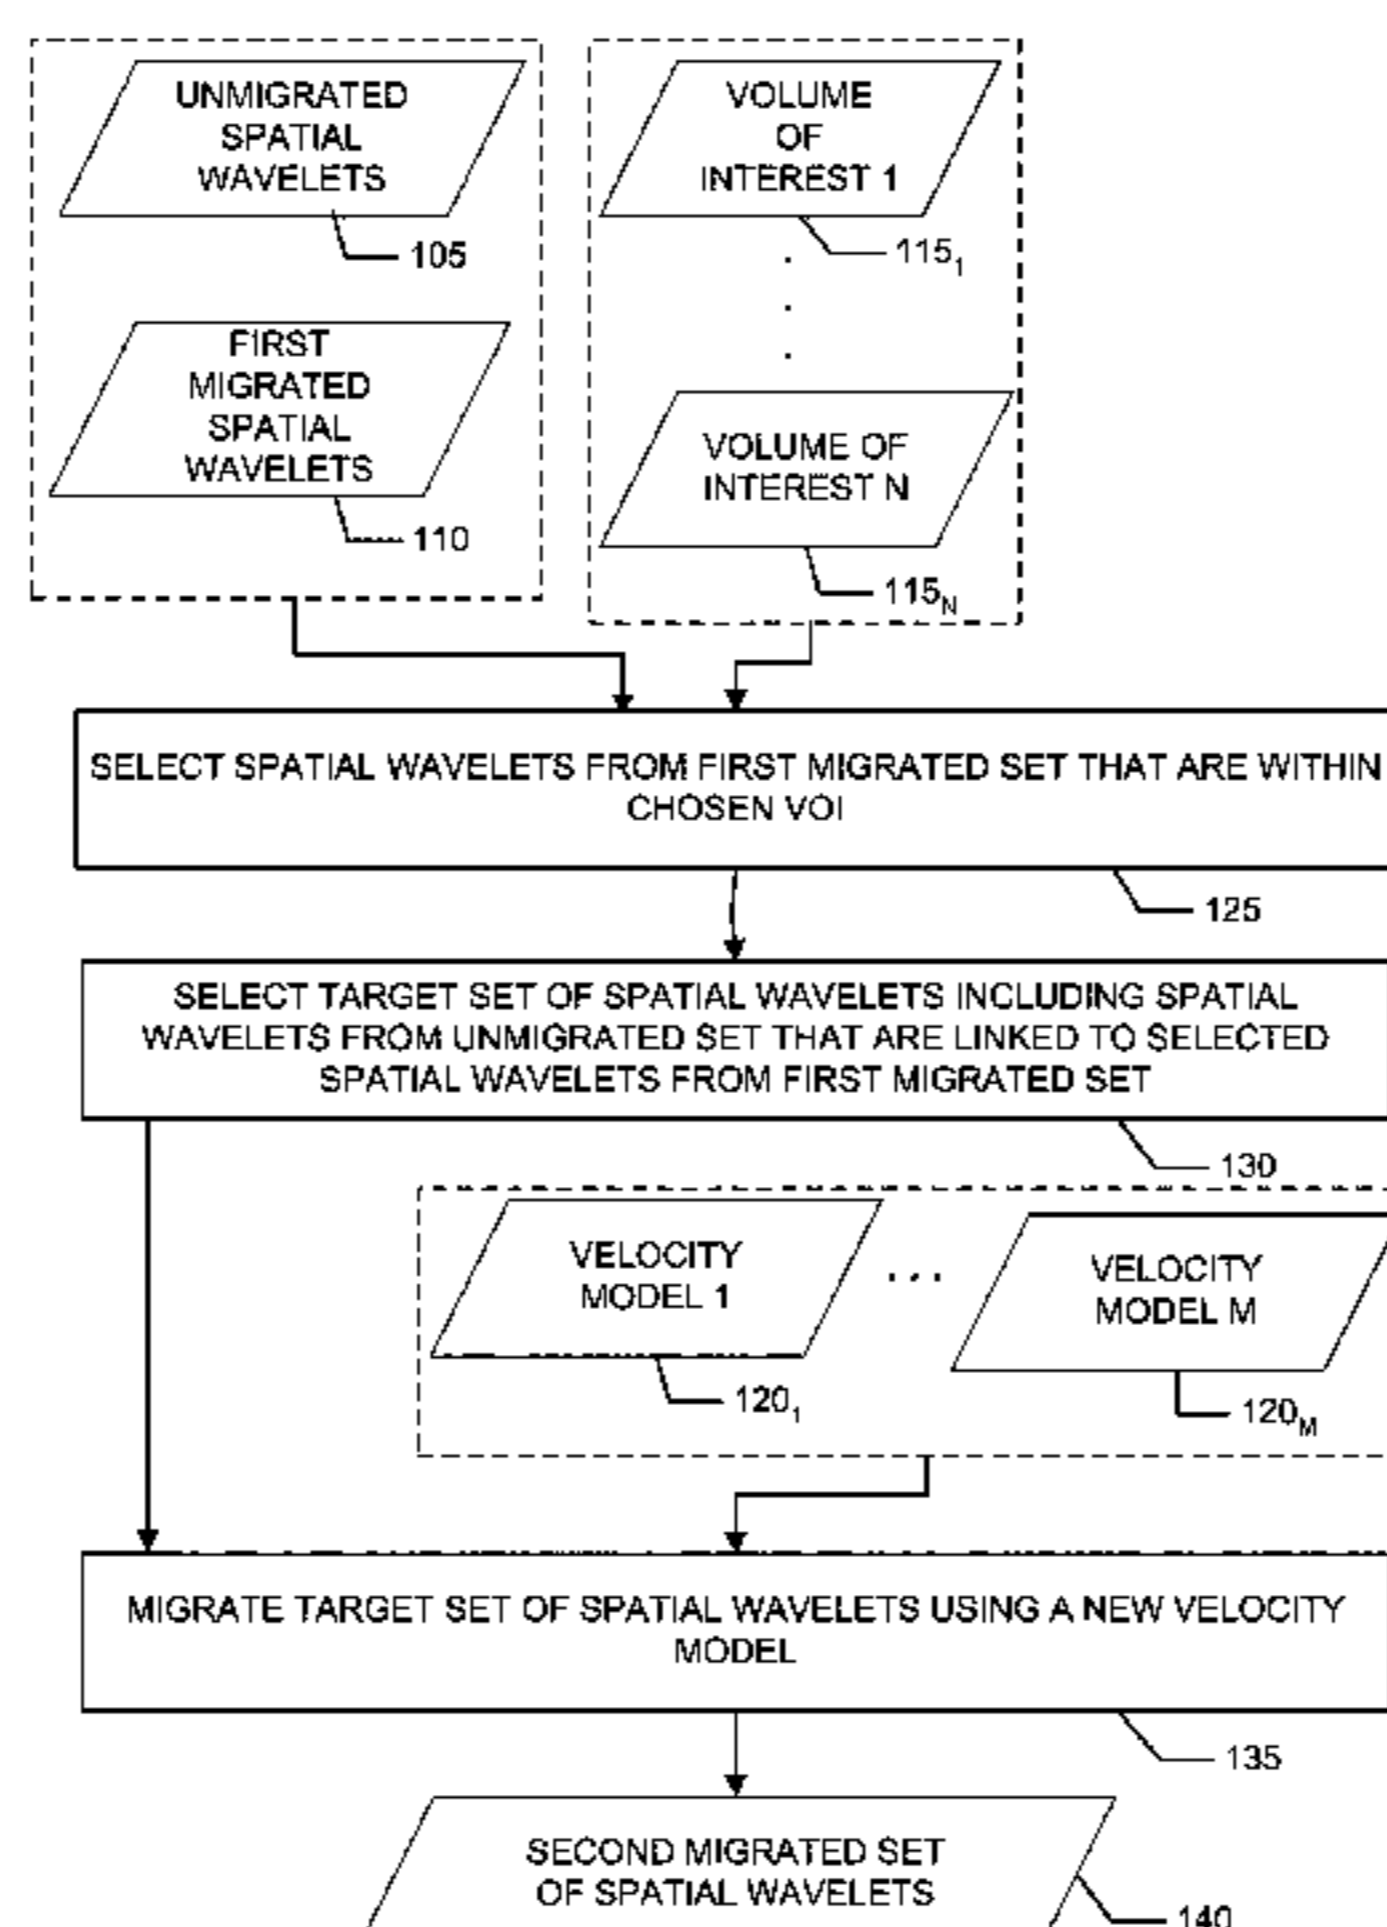 UNMIGRATED
SPATIAL
WAVELETS
105
FIRST
MIGRATED
SPATIAL
WAVELETS
110
VOLUME
OF
INTEREST 1
115₁
VOLUME OF
INTEREST N
115N
SELECT SPATIAL WAVELETS FROM FIRST MIGRATED SET THAT ARE WITHIN
CHOSEN VOI
125
SELECT TARGET SET OF SPATIAL WAVELETS INCLUDING SPATIAL
WAVELETS FROM UNMIGRATED SET THAT ARE LINKED TO SELECTED
SPATIAL WAVELETS FROM FIRST MIGRATED SET
130
VELOCITY
MODEL 1
120₁
. . .
VELOCITY
MODEL M
120M
MIGRATE TARGET SET OF SPATIAL WAVELETS USING A NEW VELOCITY
MODEL
135
SECOND MIGRATED SET
OF SPATIAL WAVELETS
140